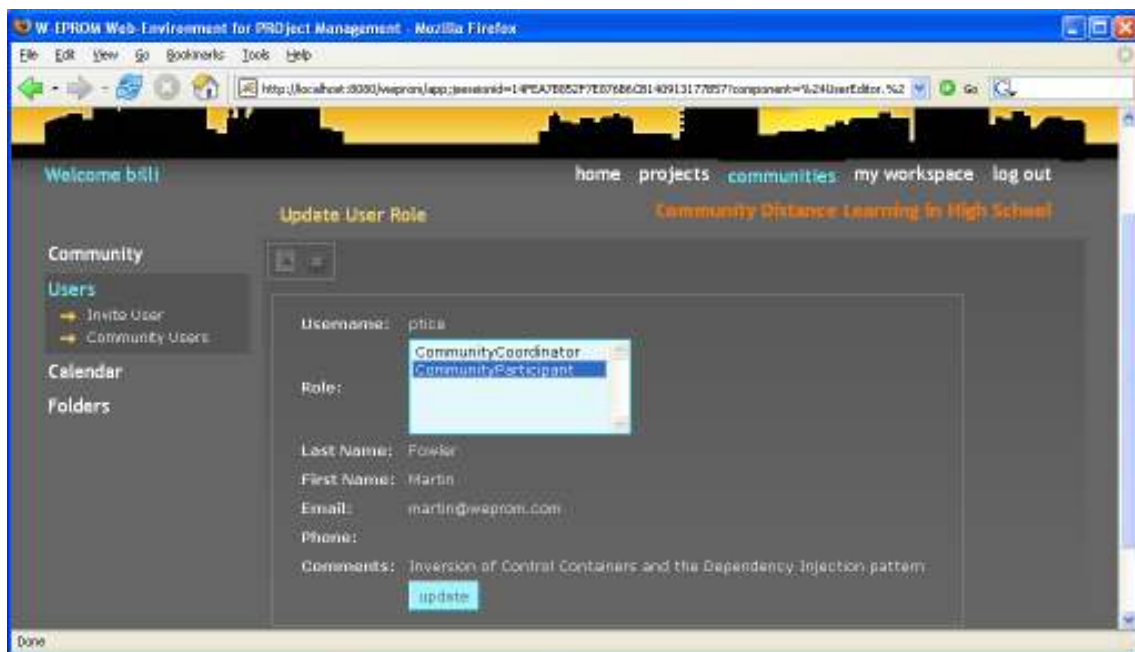 W-EPROM Web-Environment for PROject Management - Mozilla Firefox
File Edit View Go Bookmarks Tools Help
Go
Welcome billi
home projects communities my workspace log out
Update User Role
Community Distance Learning in High School
Community
Users
Invite User
Community Users
Calendar
Folders
Username: ptica
Role:
CommunityCoordinator
CommunityParticipant
Last Name: Fowler
First Name: Martin
Email: martin@weprom.com
Phone:
Comments: Inversion of Control Containers and the Dependency Injection pattern
update
Done